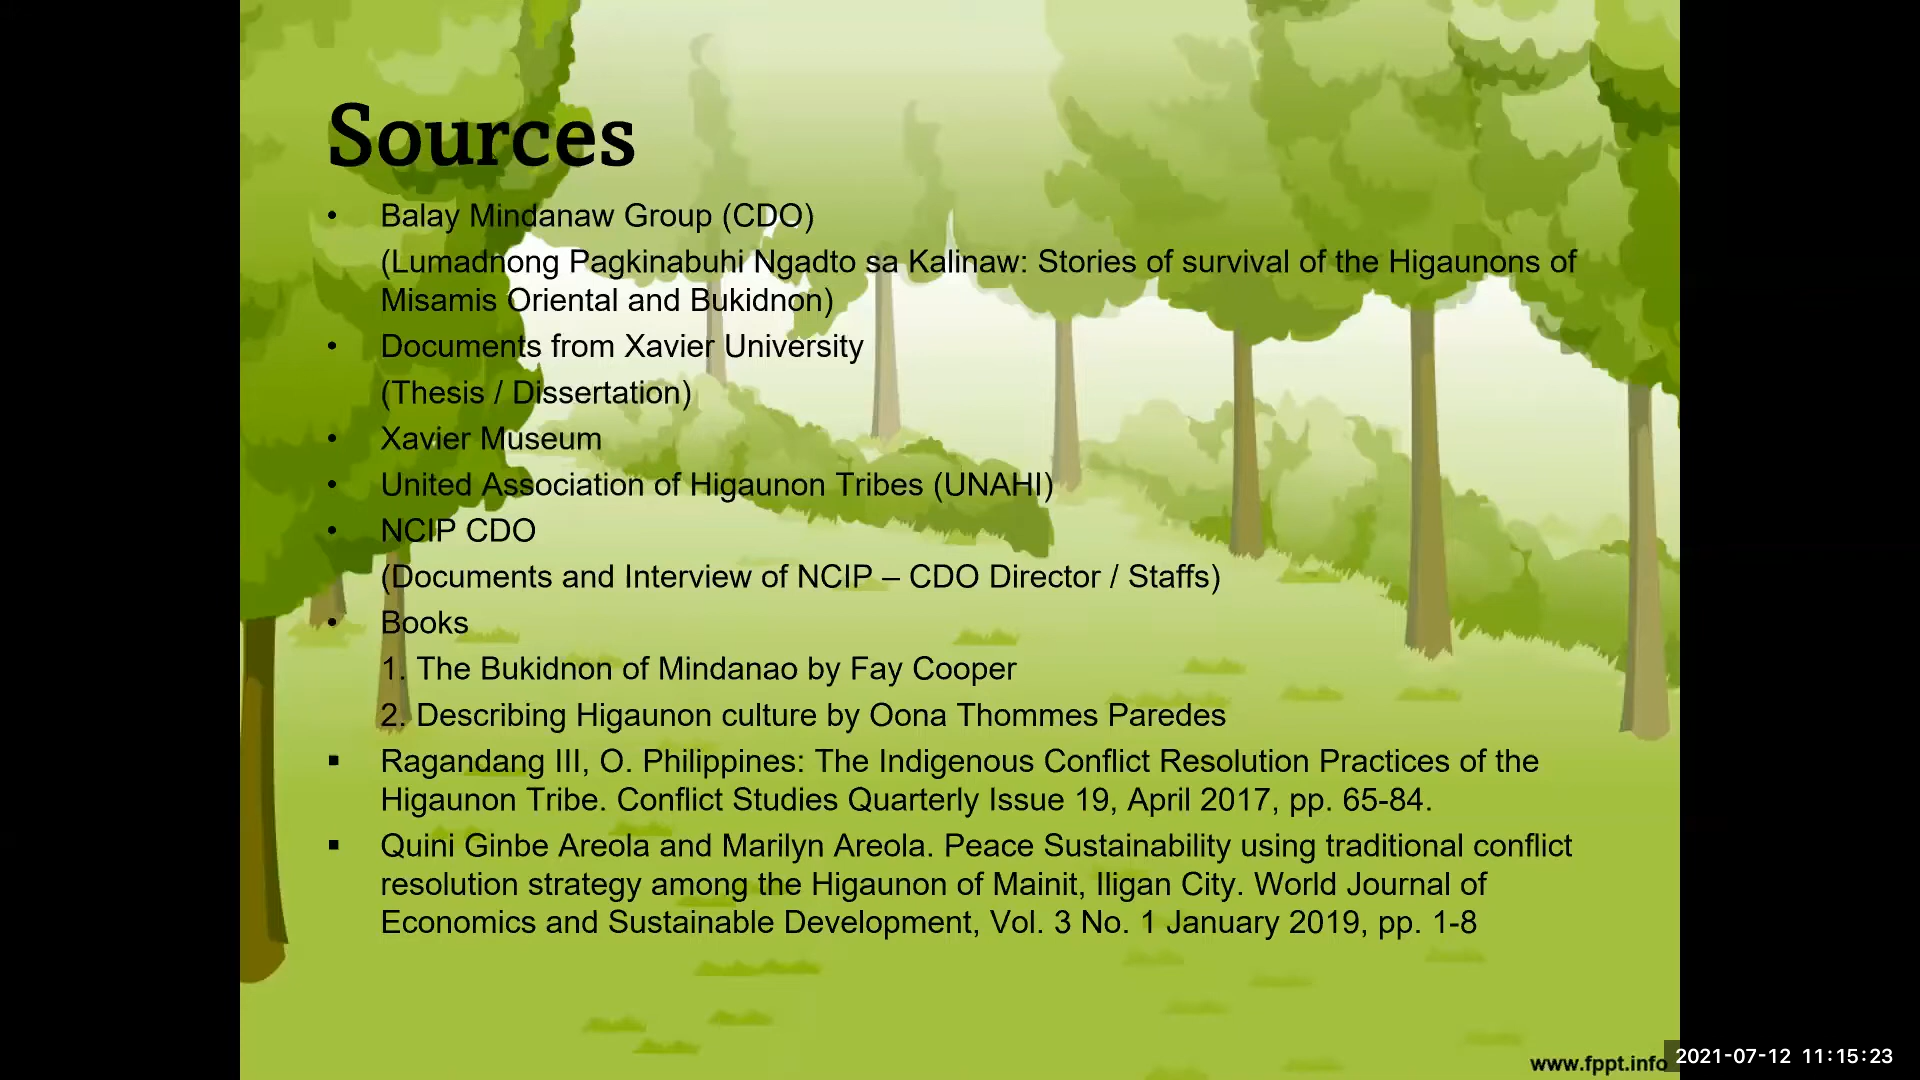 Sources
• Balay Mindanaw Group (CDO)
(Lumadnong Pagkinabuhi Ngadto sa Kalinaw: Stories of survival of the Higaunons of
Misamis Oriental and Bukidnon)
• Documents from Xavier University
(Thesis / Dissertation)
• Xavier Museum
• United Association of Higaunon Tribes (UNAHI)
• NCIP CDO
(Documents and Interview of NCIP – CDO Director / Staffs)
• Books
1. The Bukidnon of Mindanao by Fay Cooper
2. Describing Higaunon culture by Oona Thommes Paredes
▪ Ragandang III, O. Philippines: The Indigenous Conflict Resolution Practices of the
Higaunon Tribe. Conflict Studies Quarterly Issue 19, April 2017, pp. 65-84.
▪ Quini Ginbe Areola and Marilyn Areola. Peace Sustainability using traditional conflict
resolution strategy among the Higaunon of Mainit, Iligan City. World Journal of
Economics and Sustainable Development, Vol. 3 No. 1 January 2019, pp. 1-8
www.fppt.info
2021-07-12 11:15:23